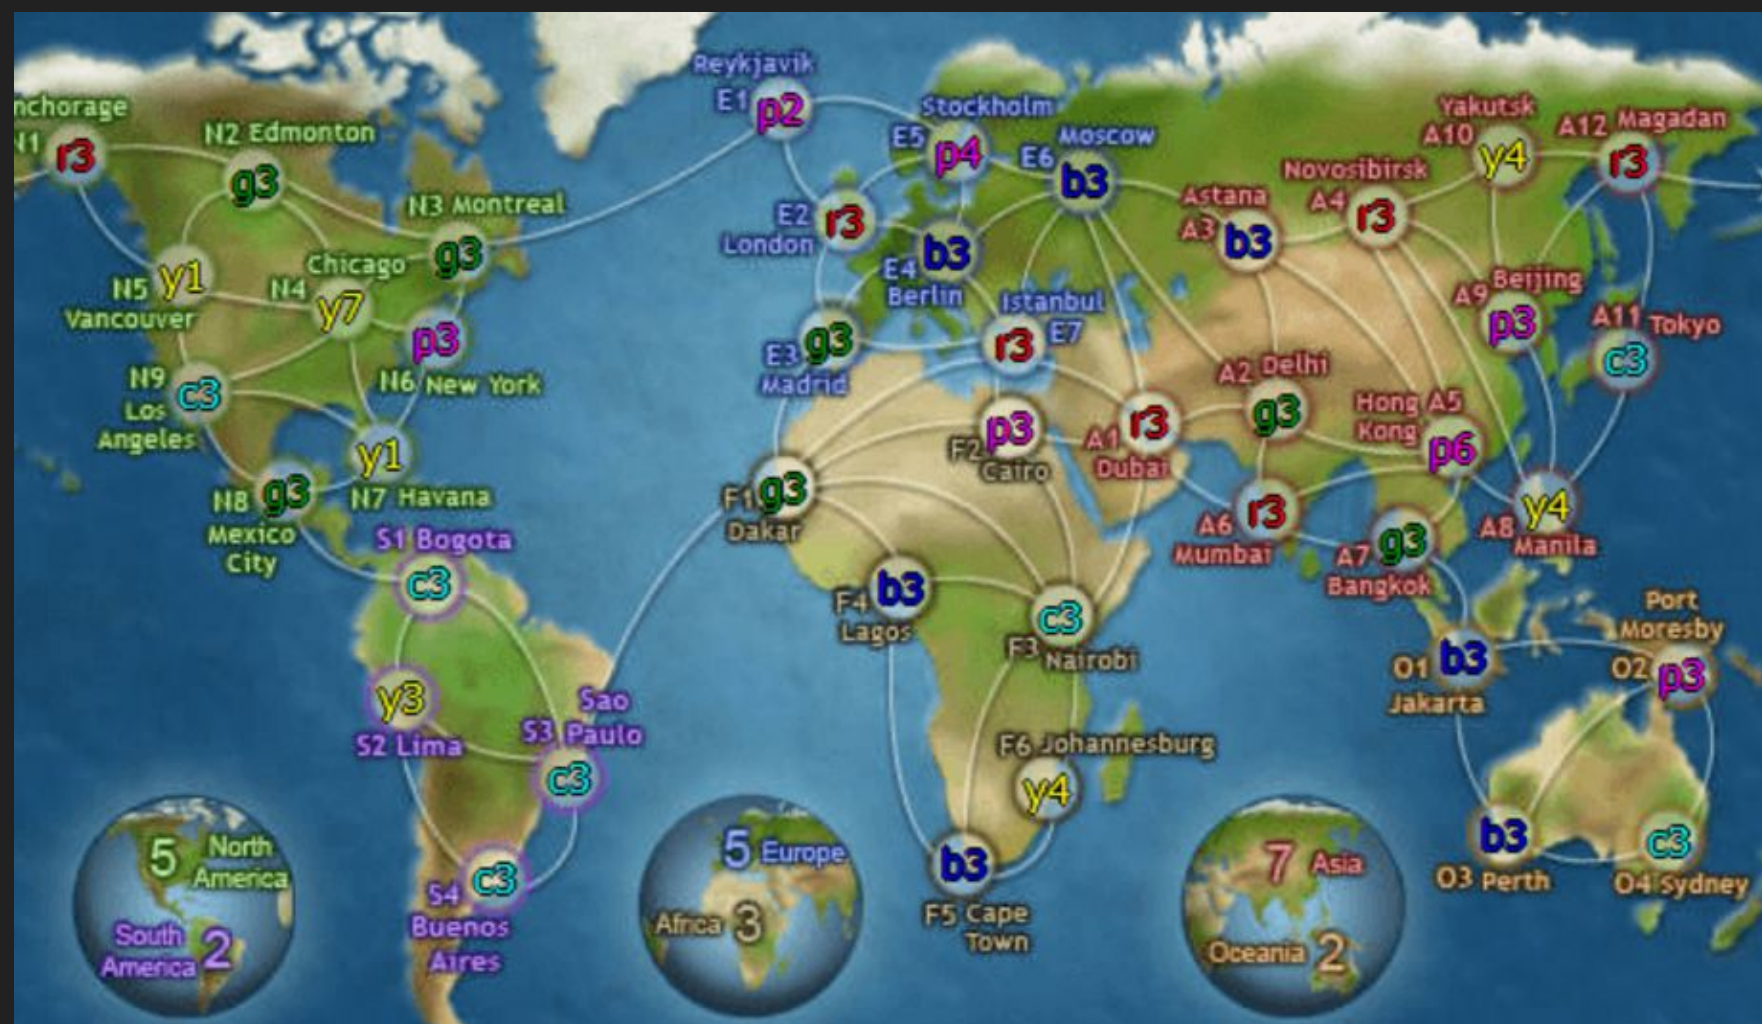 nchorage
N1
r3
N2 Edmonton
g3
N3 Montreal
g3
Chicago
N4
y7
N5
y1
Vancouver
N6 New York
p3
N9
c3
Los
Angeles
N7 Havana
y1
N8
g3
Mexico
City
S1 Bogota
c3
y3
S2 Lima
Sao
S3 Paulo
c3
S4
c3
Buenos
Aires
Reykjavik
E1
p2
Stockholm
E5
p4
E6
Moscow
b3
E2
London
r3
E4
Berlin
b3
Istanbul
E7
r3
E3
Madrid
g3
F1
Dakar
g3
F2
Cairo
p3
F4
Lagos
b3
F3
Nairobi
c3
F6 Johannesburg
y4
b3
F5 Cape
Town
Yakutsk
A10
y4
A12 Magadan
r3
Novosibirsk
A4
r3
Astana
A3
b3
A9
Beijing
p3
A11 Tokyo
c3
A2 Delhi
g3
Hong A5
Kong
p6
A1
Dubai
r3
A6
Mumbai
r3
A7
Bangkok
g3
A8
Manila
y4
O1
Jakarta
b3
Port
Moresby
O2
p3
b3
O3 Perth
c3
O4 Sydney
5 North
America
South
America 2
5 Europe
Africa 3
7 Asia
Oceania 2